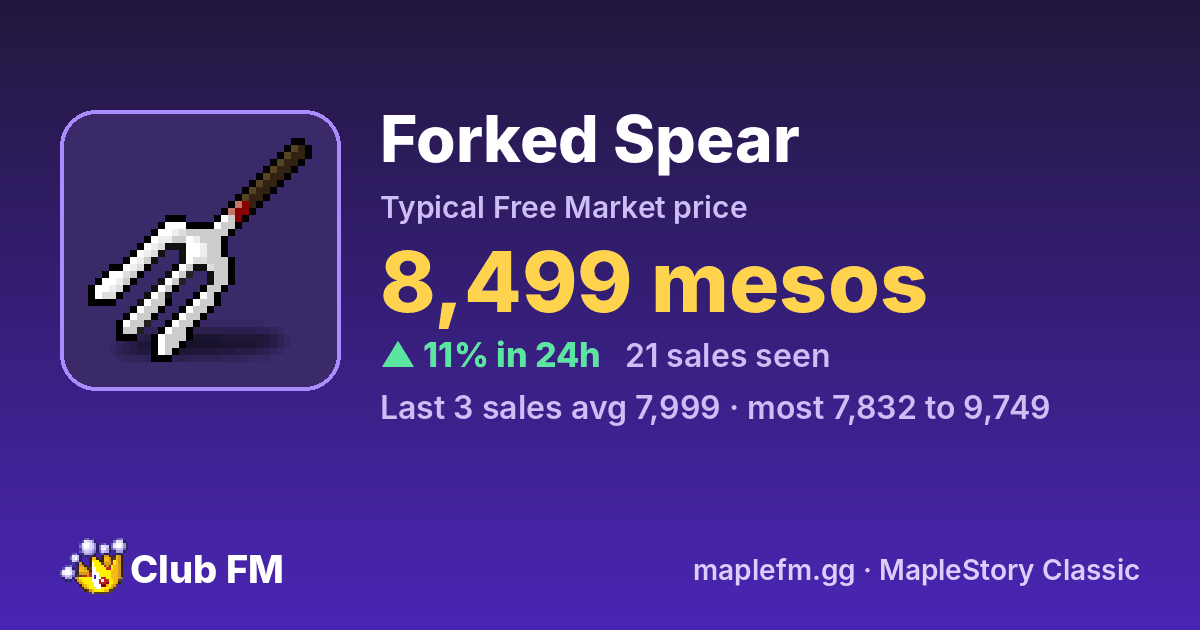 Forked Spear
Typical Free Market price
8,499 mesos
▲ 11% in 24h 21 sales seen
Last 3 sales avg 7,999 · most 7,832 to 9,749
Club FM
maplefm.gg · MapleStory Classic